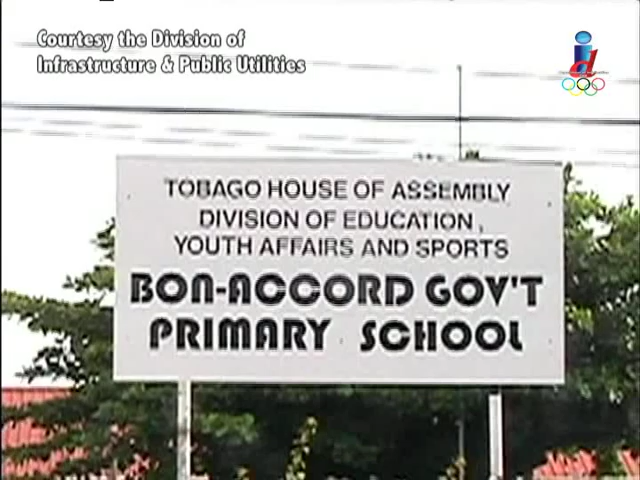 Courtesy the Division of
Infrastructure & Public Utilities
id
TOBAGO HOUSE OF ASSEMBLY
DIVISION OF EDUCATION,
YOUTH AFFAIRS AND SPORTS
BON-ACCORD GOV'T
PRIMARY SCHOOL